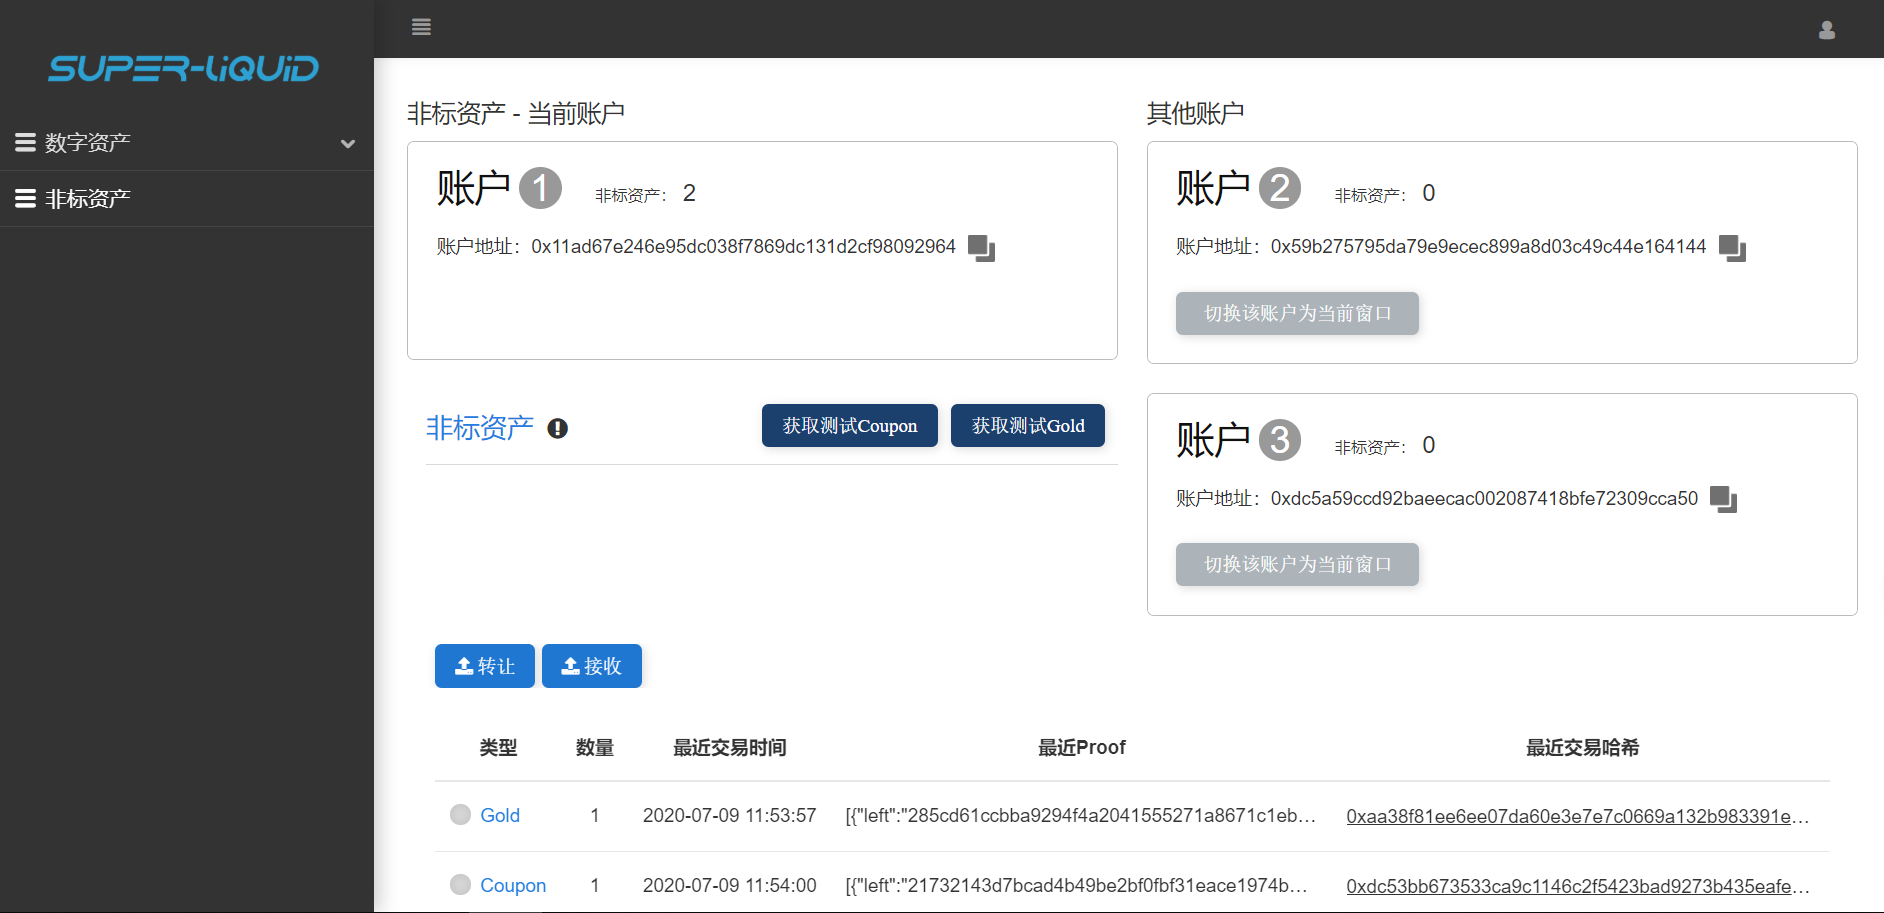 SUPER-LiQUiD
数字资产
非标资产
非标资产 - 当前账户
账户 1 非标资产： 2
账户地址：0x11ad67e246e95dc038f7869dc131d2cf98092964
非标资产
获取测试Coupon
获取测试Gold
其他账户
账户 2 非标资产： 0
账户地址：0x59b275795da79e9ecec899a8d03c49c44e164144
切换该账户为当前窗口
账户 3 非标资产： 0
账户地址：0xdc5a59ccd92baeecac002087418bfe72309cca50
切换该账户为当前窗口
转让 接收
类型 数量 最近交易时间 最近Proof 最近交易哈希
Gold 1 2020-07-09 11:53:57 [{"left":"285cd61ccbba9294f4a2041555271a8671c1eb... 0xaa38f81ee6ee07da60e3e7e7c0669a132b983391e...
Coupon 1 2020-07-09 11:54:00 [{"left":"21732143d7bcad4b49be2bf0fbf31eace1974b... 0xdc53bb673533ca9c1146c2f5423bad9273b435eafe...